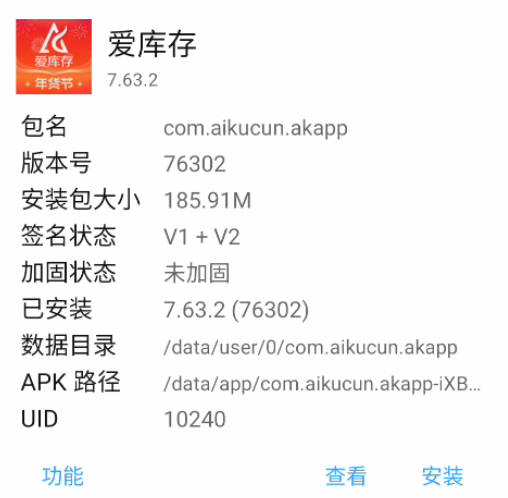 爱库存
年货节
爱库存
7.63.2
包名 com.aikucun.akapp
版本号 76302
安装包大小 185.91M
签名状态 V1 + V2
加固状态 未加固
已安装 7.63.2 (76302)
数据目录 /data/user/0/com.aikucun.akapp
APK 路径 /data/app/com.aikucun.akapp-iXB...
UID 10240
功能 查看 安装